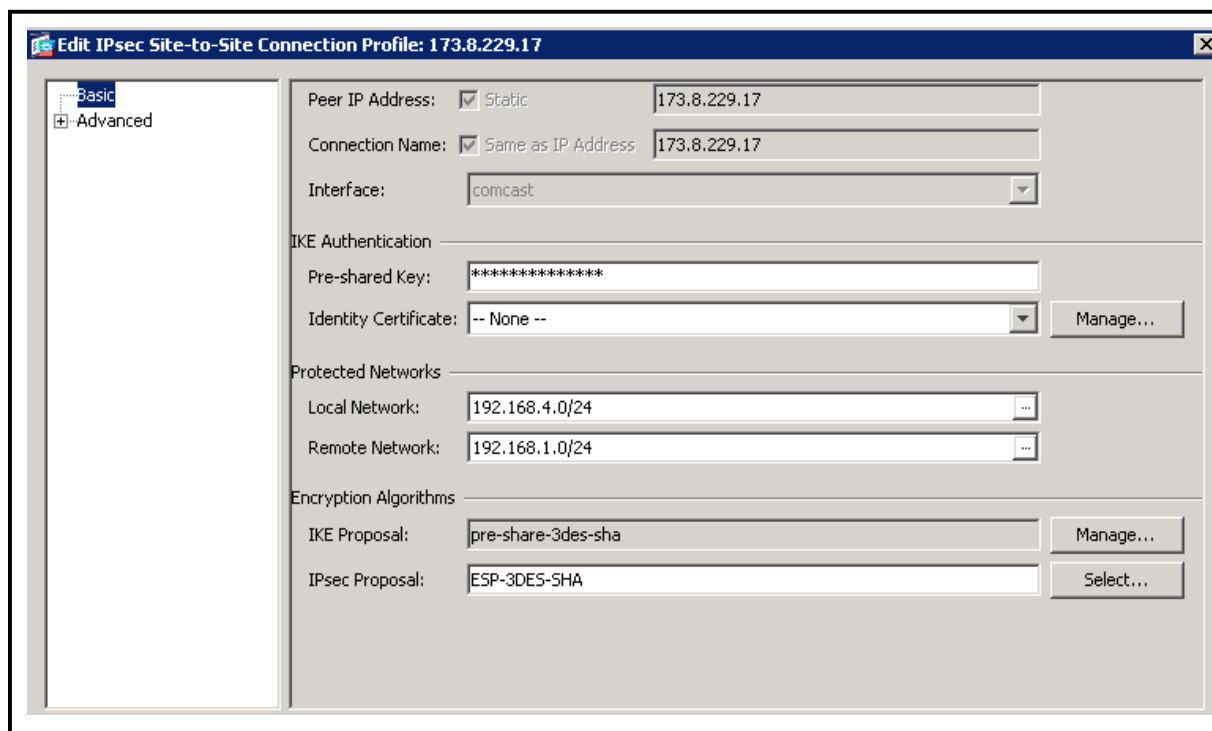 Edit IPsec Site-to-Site Connection Profile: 173.8.229.17
Basic
Advanced
Peer IP Address: Static 173.8.229.17
Connection Name: Same as IP Address 173.8.229.17
Interface: comcast
IKE Authentication
Pre-shared Key: **************
Identity Certificate: -- None -- Manage...
Protected Networks
Local Network: 192.168.4.0/24 ...
Remote Network: 192.168.1.0/24 ...
Encryption Algorithms
IKE Proposal: pre-share-3des-sha Manage...
IPsec Proposal: ESP-3DES-SHA Select...